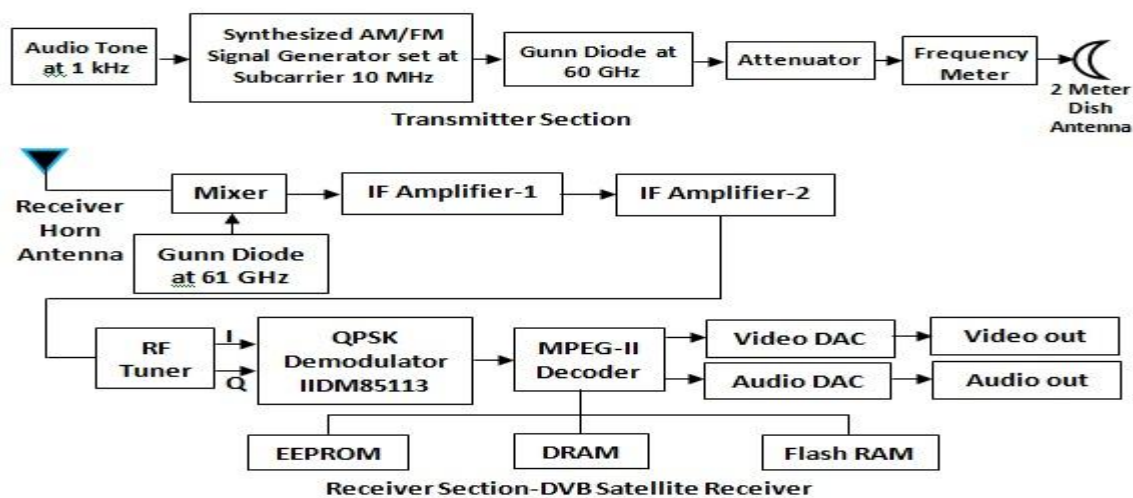 Audio Tone
at 1 kHz
Synthesized AM/FM
Signal Generator set at
Subcarrier 10 MHz
Gunn Diode at
60 GHz
Attenuator
Frequency
Meter
2 Meter
Dish
Antenna
Transmitter Section
Receiver
Horn
Antenna
Mixer
IF Amplifier-1
IF Amplifier-2
Gunn Diode
at 61 GHz
RF
Tuner
I
Q
QPSK
Demodulator
IIDM85113
MPEG-II
Decoder
Video DAC
Video out
Audio DAC
Audio out
EEPROM
DRAM
Flash RAM
Receiver Section-DVB Satellite Receiver